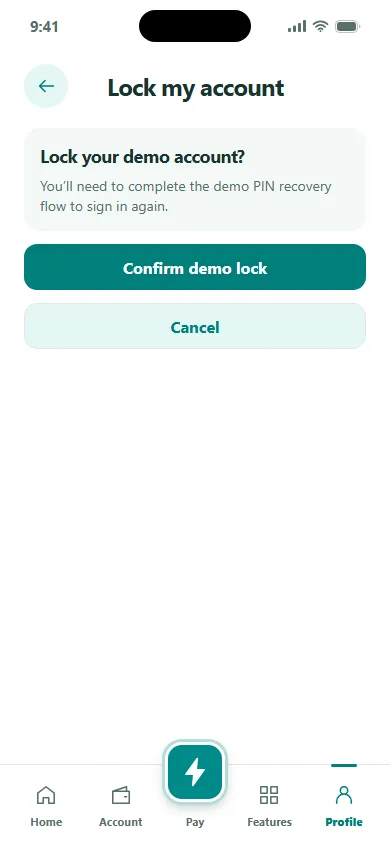 9:41
Lock my account
Lock your demo account?
You’ll need to complete the demo PIN recovery
flow to sign in again.
Confirm demo lock
Cancel
Home
Account
Pay
Features
Profile